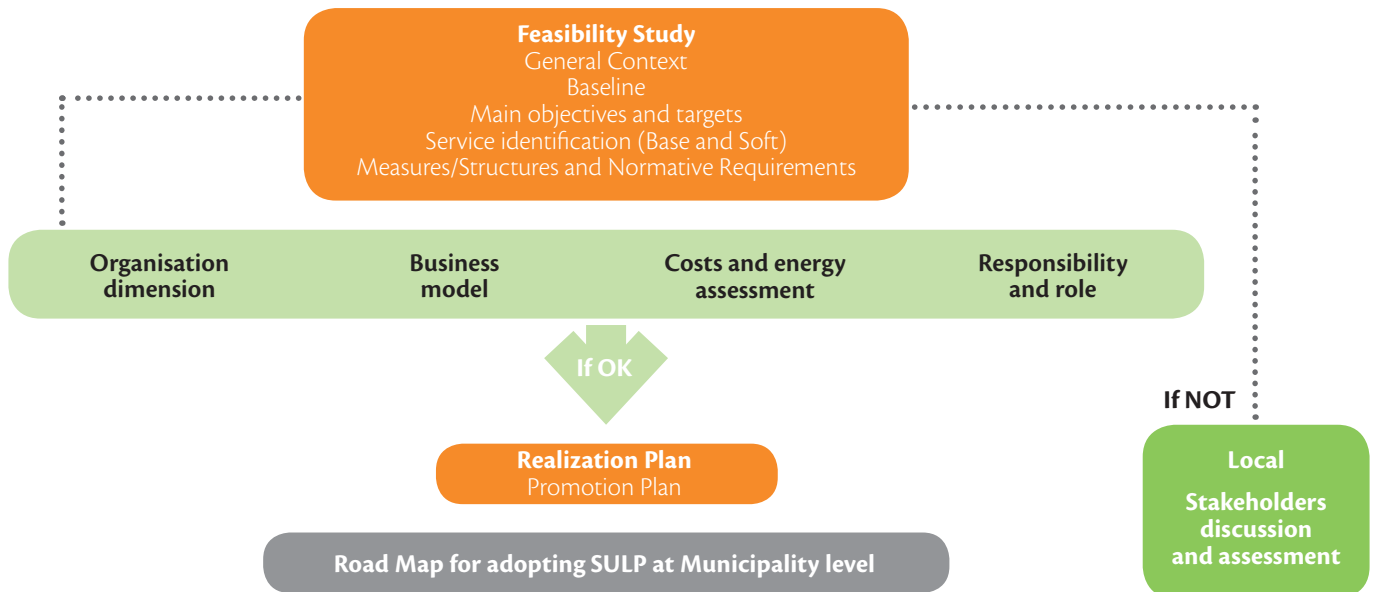 Feasibility Study
General Context
Baseline
Main objectives and targets
Service identification (Base and Soft)
Measures/Structures and Normative Requirements
Organisation
dimension
Business
model
Costs and energy
assessment
Responsibility
and role
If OK
If NOT
Realization Plan
Promotion Plan
Local
Stakeholders
discussion
and assessment
Road Map for adopting SULP at Municipality level